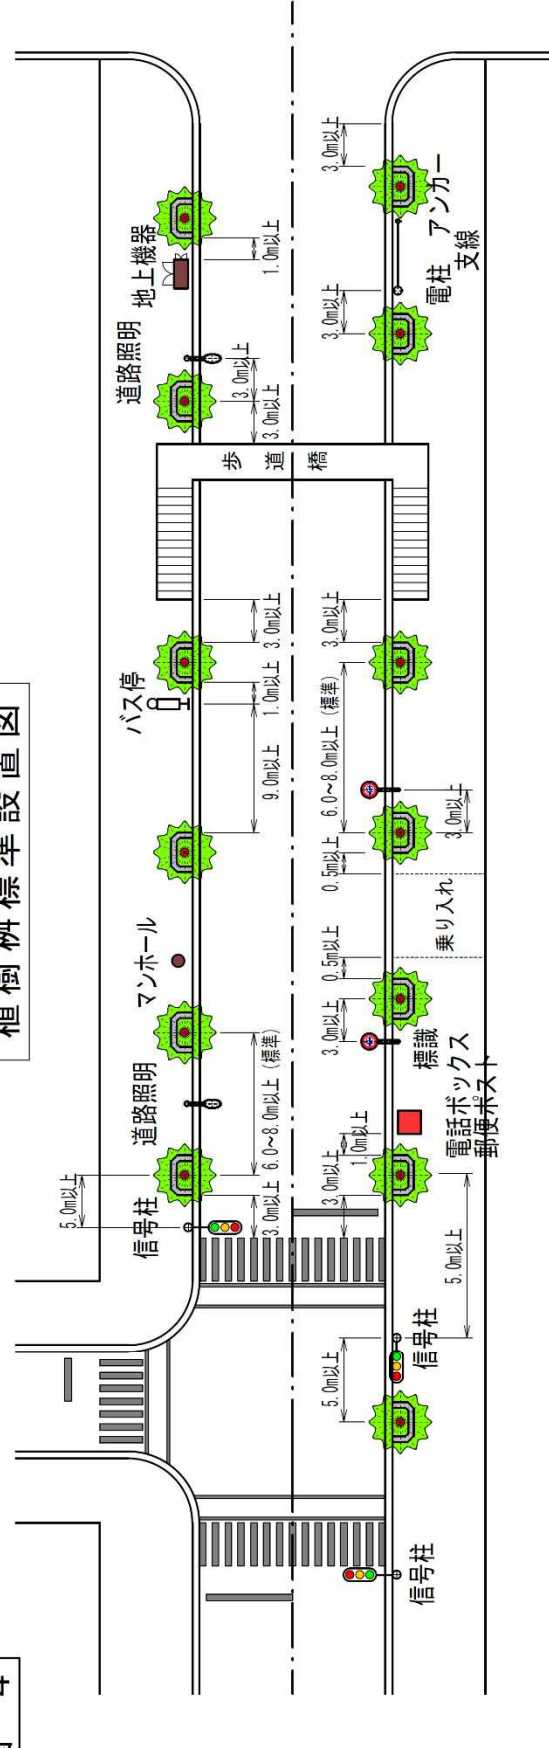 植樹桝標準設置図
地上機器
道路照明
1.0m以上
3.0m以上
3.0m以上
歩道橋
3.0m以上
3.0m以上
電柱
アンカー
支線
バス停
3.0m以上
1.0m以上
9.0m以上
3.0m以上
6.0~8.0m以上(標準)
0.5m以上
3.0m以上
乗り入れ
マンホール
道路照明
信号柱
5.0m以上
6.0~8.0m以上(標準)
3.0m以上
0.5m以上
3.0m以上
標識
電話ボックス
郵便ポスト
1.0m以上
3.0m以上
5.0m以上
5.0m以上
信号柱
信号柱